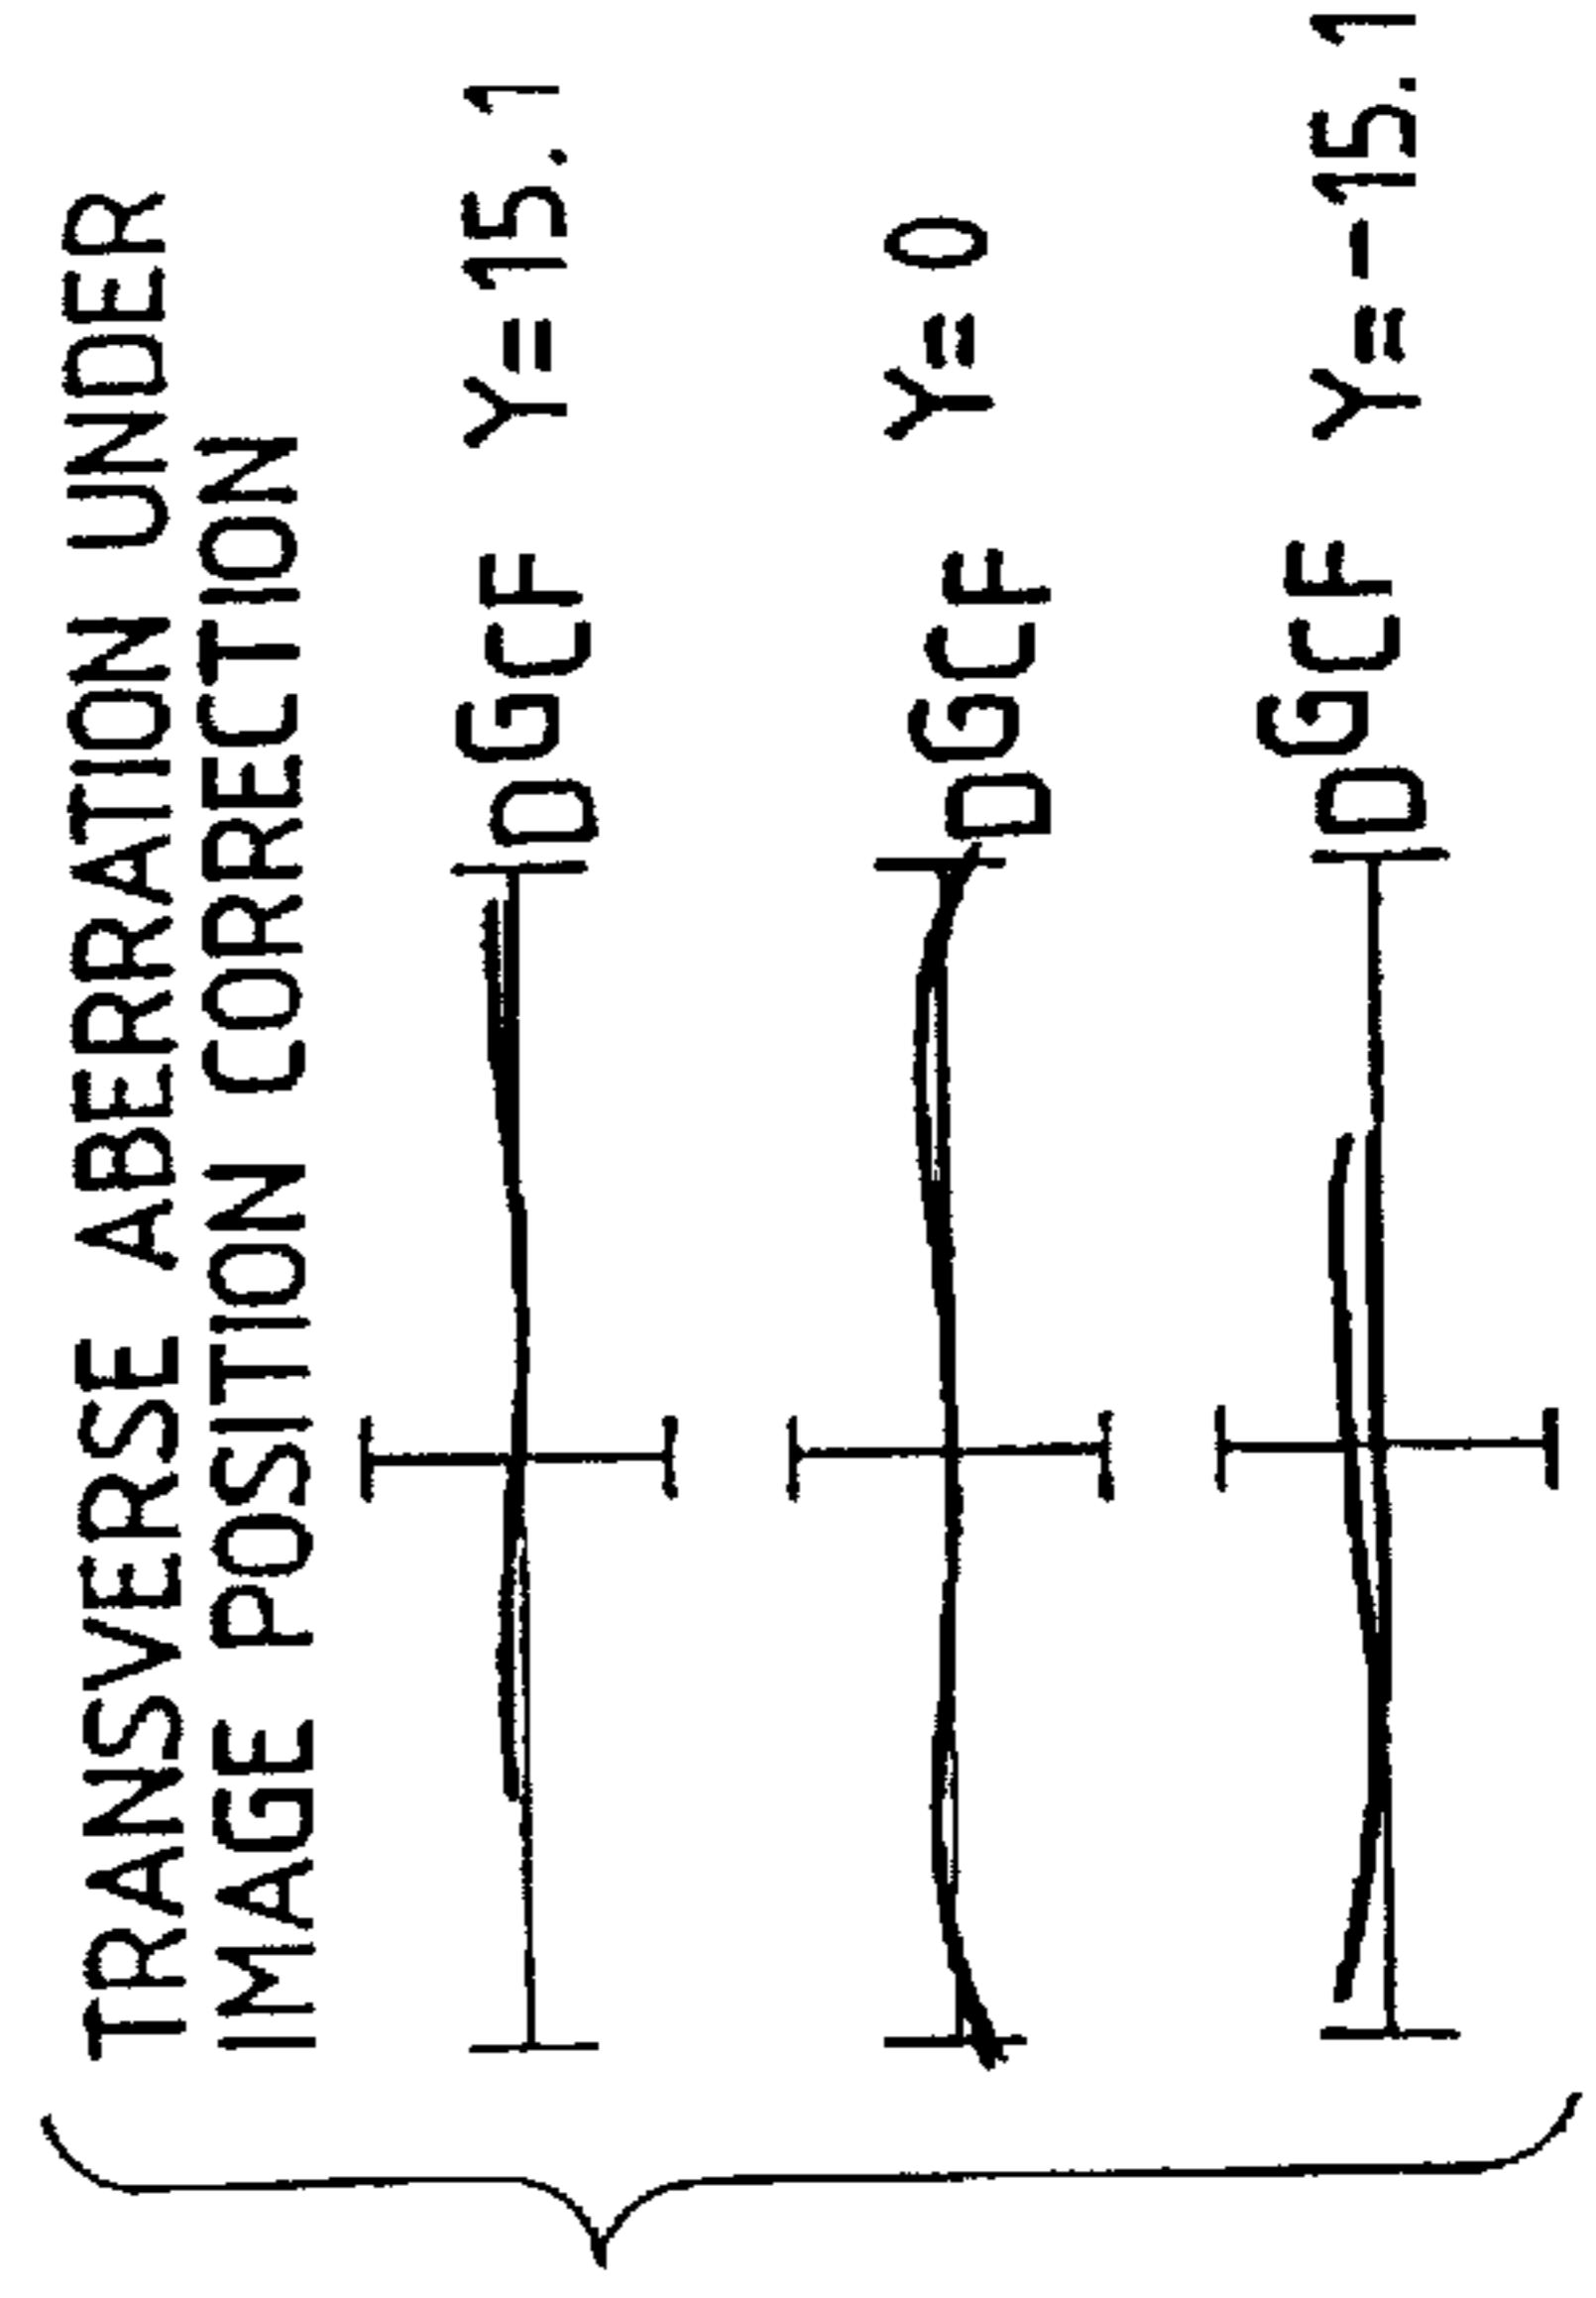 TRANSVERSE ABERRATION UNDER
IMAGE POSITION CORRECTION
DGCF Y=15.1
DGCF Y=0
DGCF Y=-15.1